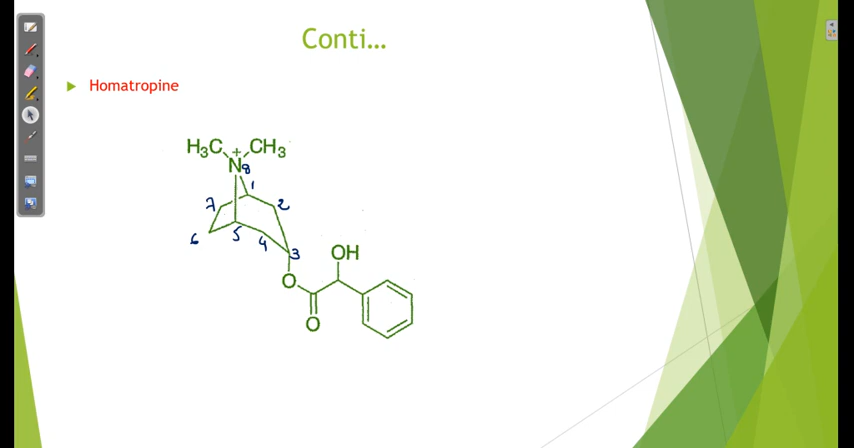 Conti…
Homatropine
H3C + CH3
N 8
1
7 2
6 5 4 3
OH
O
O